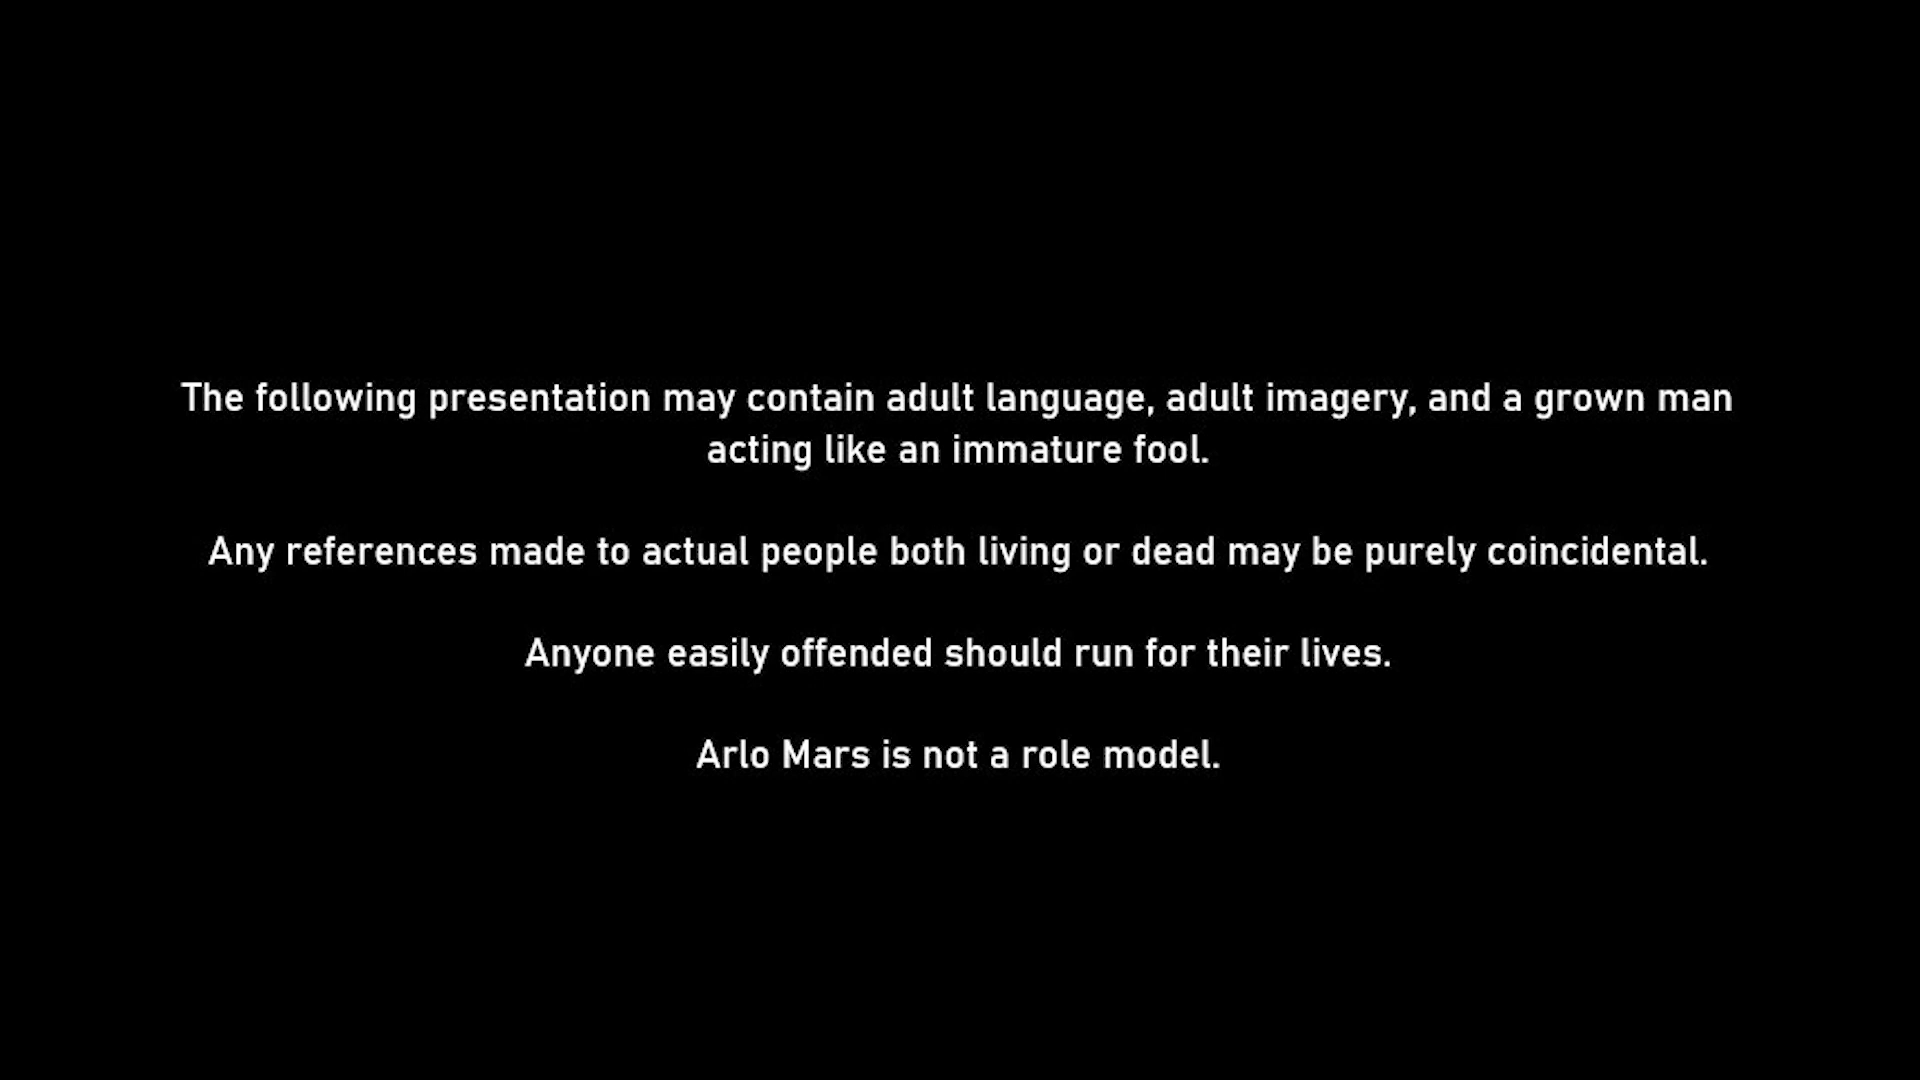 The following presentation may contain adult language, adult imagery, and a grown man
acting like an immature fool.
Any references made to actual people both living or dead may be purely coincidental.
Anyone easily offended should run for their lives.
Arlo Mars is not a role model.